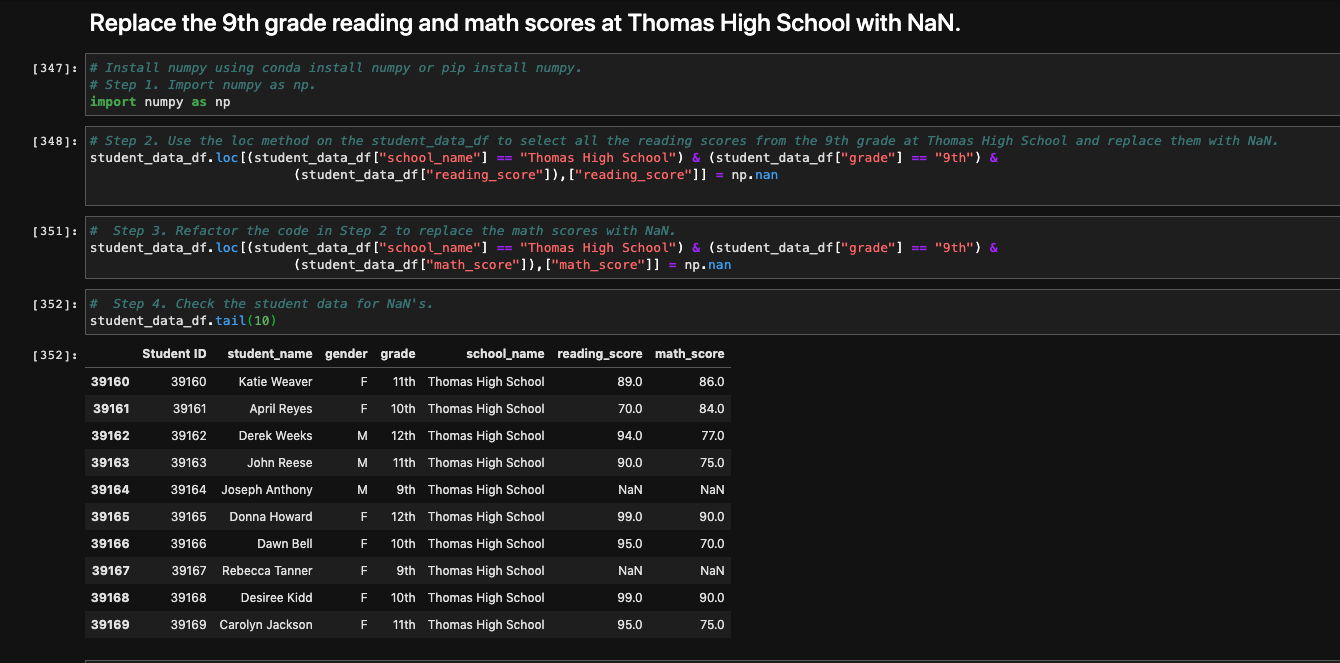 Replace the 9th grade reading and math scores at Thomas High School with NaN.
[347]: # Install numpy using conda install numpy or pip install numpy.
# Step 1. Import numpy as np.
import numpy as np
[348]: # Step 2. Use the loc method on the student_data_df to select all the reading scores from the 9th grade at Thomas High School and replace them with NaN.
student_data_df.loc[(student_data_df["school_name"] == "Thomas High School") & (student_data_df["grade"] == "9th") &
(student_data_df["reading_score"]),["reading_score"]] = np.nan
[351]: #  Step 3. Refactor the code in Step 2 to replace the math scores with NaN.
student_data_df.loc[(student_data_df["school_name"] == "Thomas High School") & (student_data_df["grade"] == "9th") &
(student_data_df["math_score"]),["math_score"]] = np.nan
[352]: #  Step 4. Check the student data for NaN's.
student_data_df.tail(10)
[352]: Student ID student_name gender grade school_name reading_score math_score
39160 39160 Katie Weaver F 11th Thomas High School 89.0 86.0
39161 39161 April Reyes F 10th Thomas High School 70.0 84.0
39162 39162 Derek Weeks M 12th Thomas High School 94.0 77.0
39163 39163 John Reese M 11th Thomas High School 90.0 75.0
39164 39164 Joseph Anthony M 9th Thomas High School NaN NaN
39165 39165 Donna Howard F 12th Thomas High School 99.0 90.0
39166 39166 Dawn Bell F 10th Thomas High School 95.0 70.0
39167 39167 Rebecca Tanner F 9th Thomas High School NaN NaN
39168 39168 Desiree Kidd F 10th Thomas High School 99.0 90.0
39169 39169 Carolyn Jackson F 11th Thomas High School 95.0 75.0